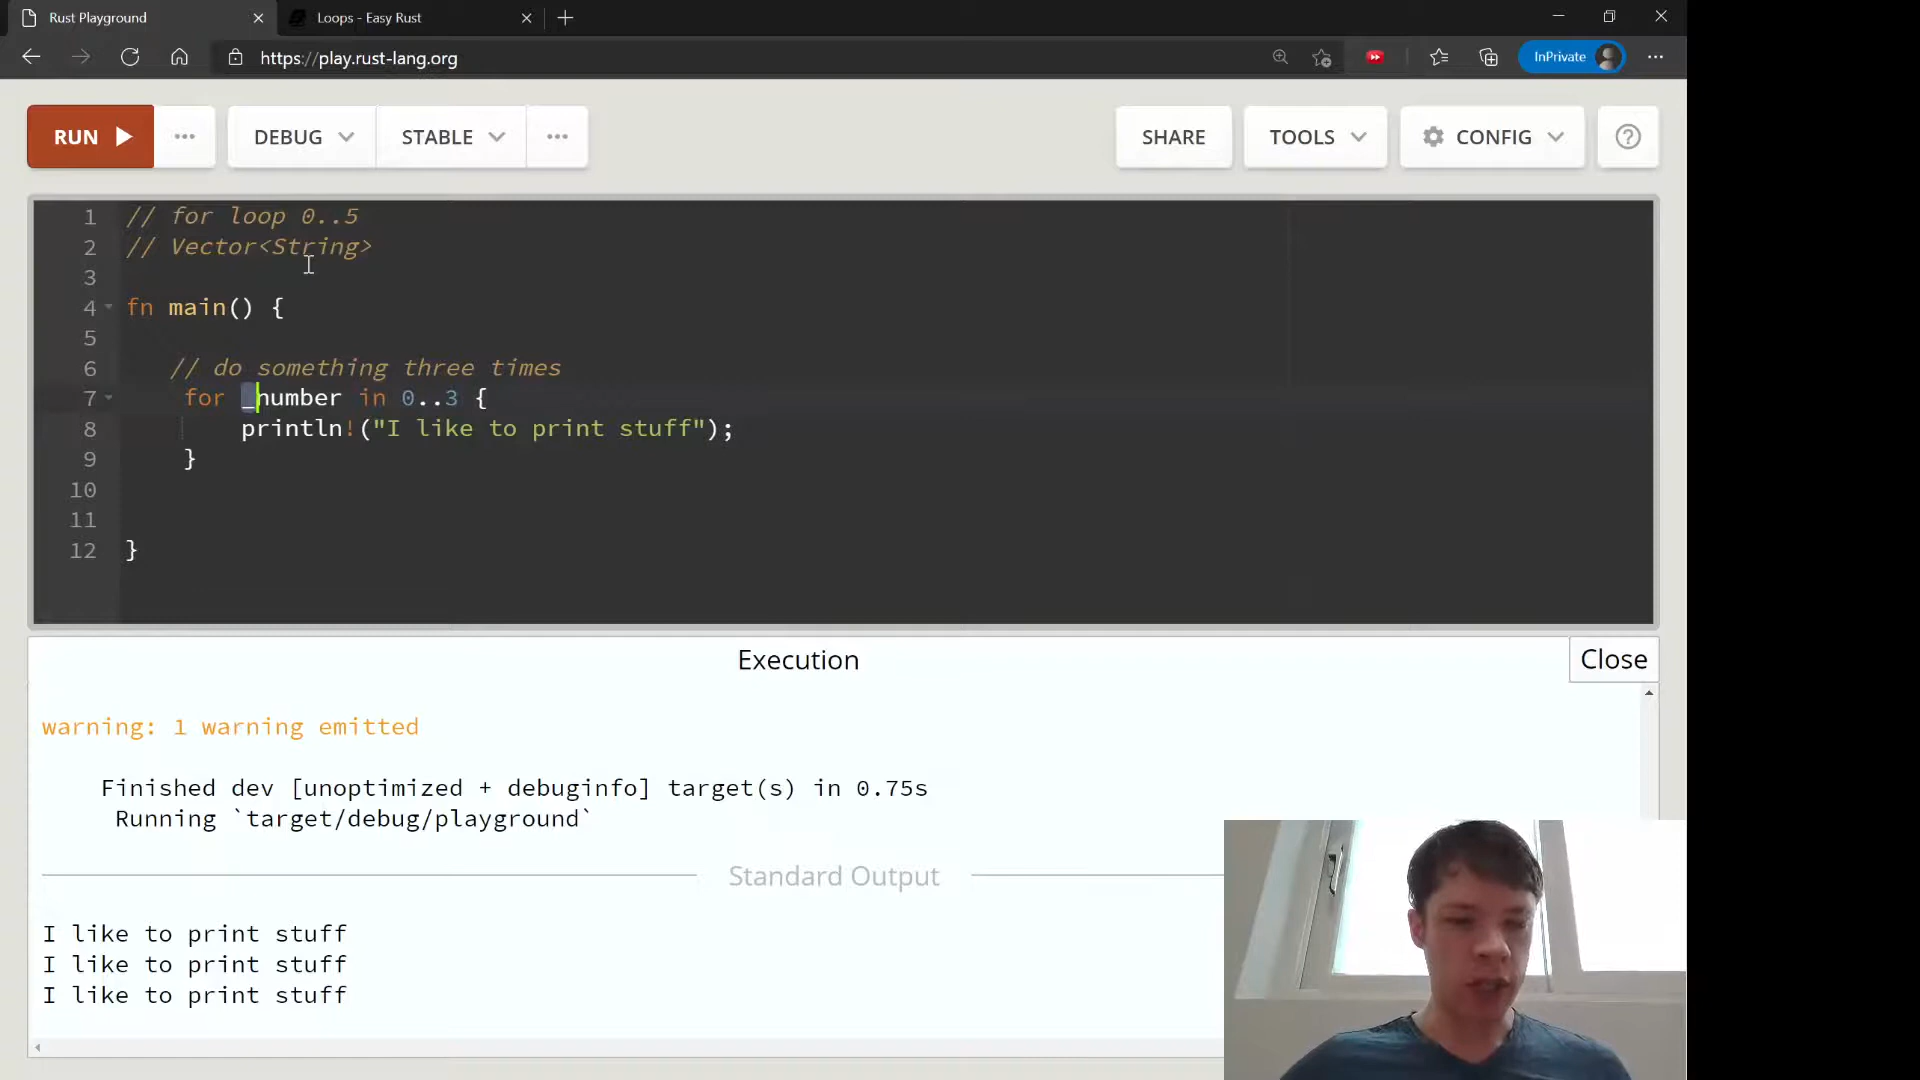 Rust Playground
Loops - Easy Rust
https://play.rust-lang.org
InPrivate
RUN
DEBUG
STABLE
SHARE
TOOLS
CONFIG
1 // for loop 0..5
2 // Vector<String>
3
4 fn main() {
5
6 // do something three times
7 for _number in 0..3 {
8 println!("I like to print stuff");
9 }
10
11
12 }
Execution
Close
warning: 1 warning emitted
Finished dev [unoptimized + debuginfo] target(s) in 0.75s
Running `target/debug/playground`
Standard Output
I like to print stuff
I like to print stuff
I like to print stuff